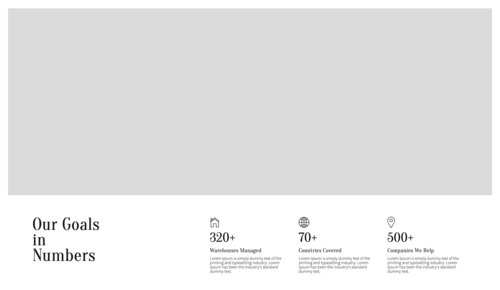 Our Goals
in
Numbers
320+
Warehouses Managed
Lorem Ipsum is simply dummy text of the
printing and typesetting industry. Lorem
Ipsum has been the industry's standard
dummy text.
70+
Countries Covered
Lorem Ipsum is simply dummy text of the
printing and typesetting industry. Lorem
Ipsum has been the industry's standard
dummy text.
500+
Companies We Help
Lorem Ipsum is simply dummy text of the
printing and typesetting industry. Lorem
Ipsum has been the industry's standard
dummy text.